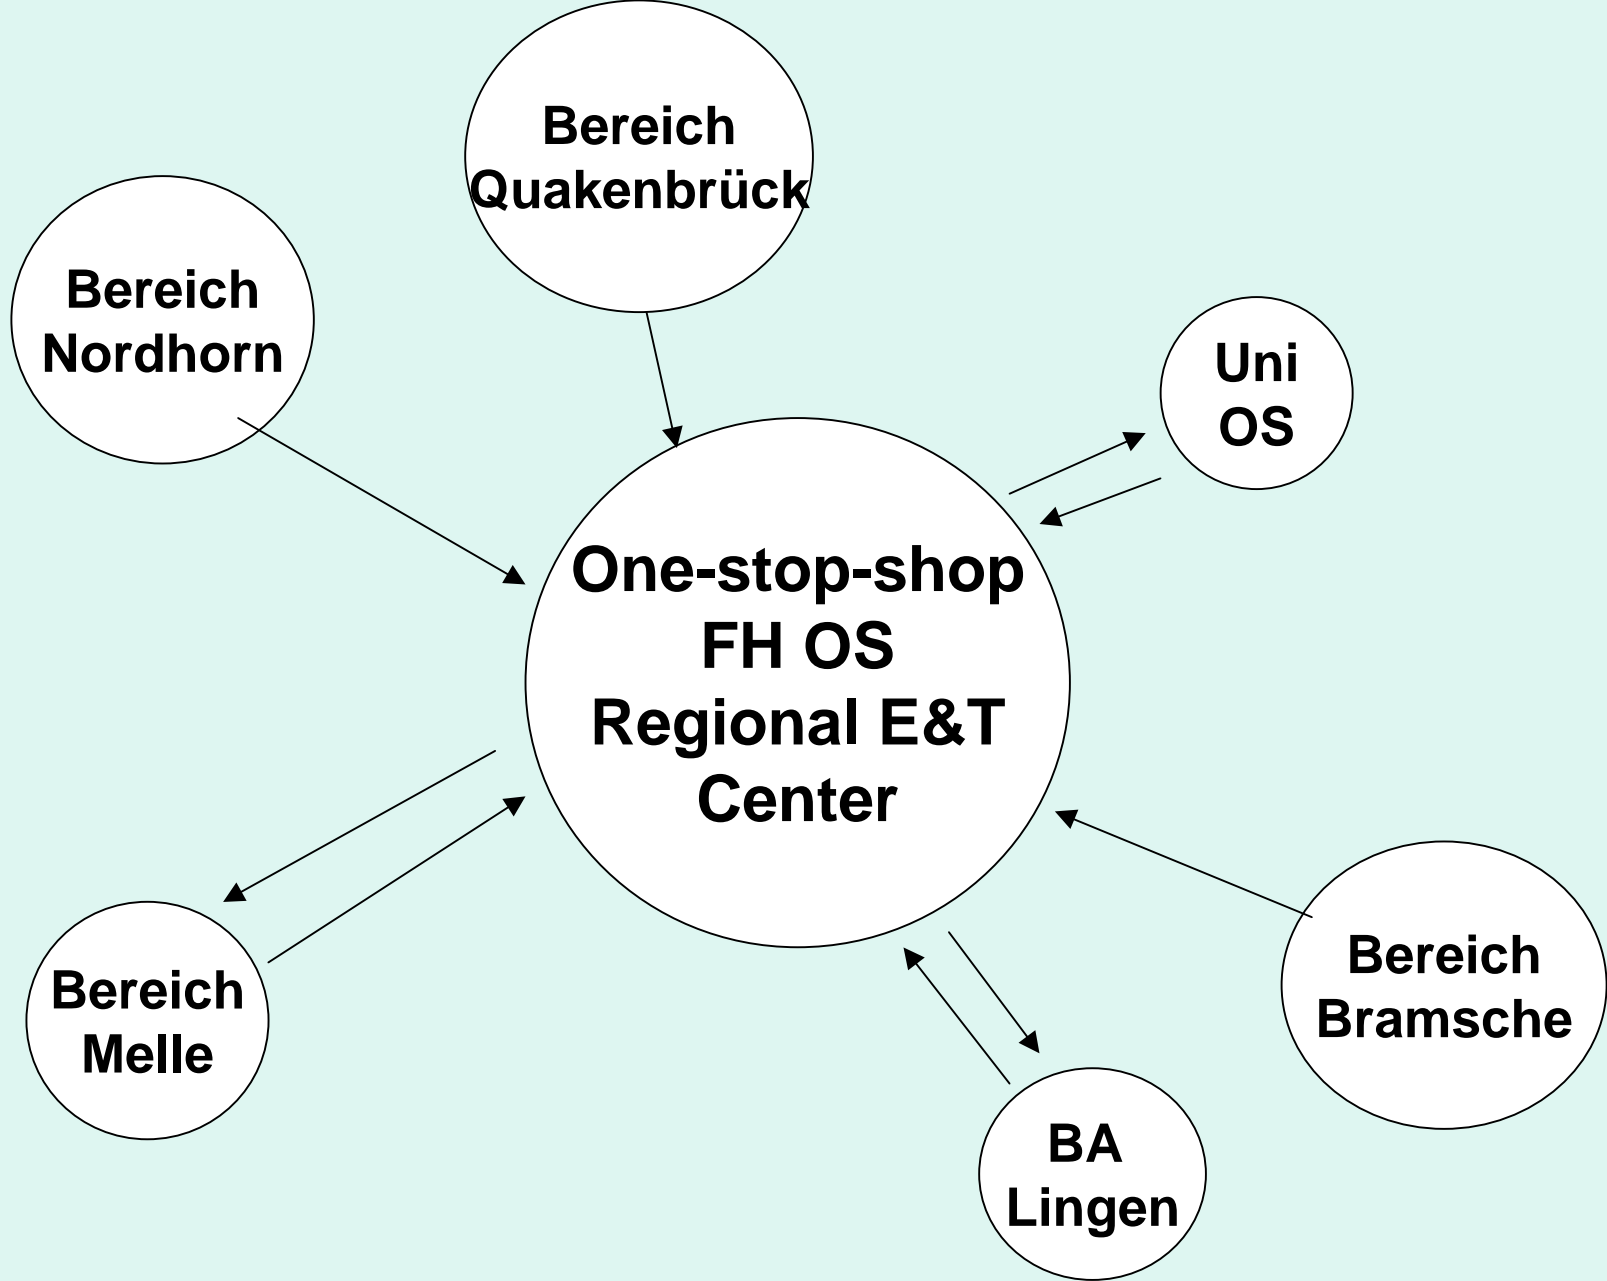 Bereich
Quakenbrück
Bereich
Nordhorn
Uni
OS
One-stop-shop
FH OS
Regional E&T
Center
Bereich
Bramsche
Bereich
Melle
BA
Lingen